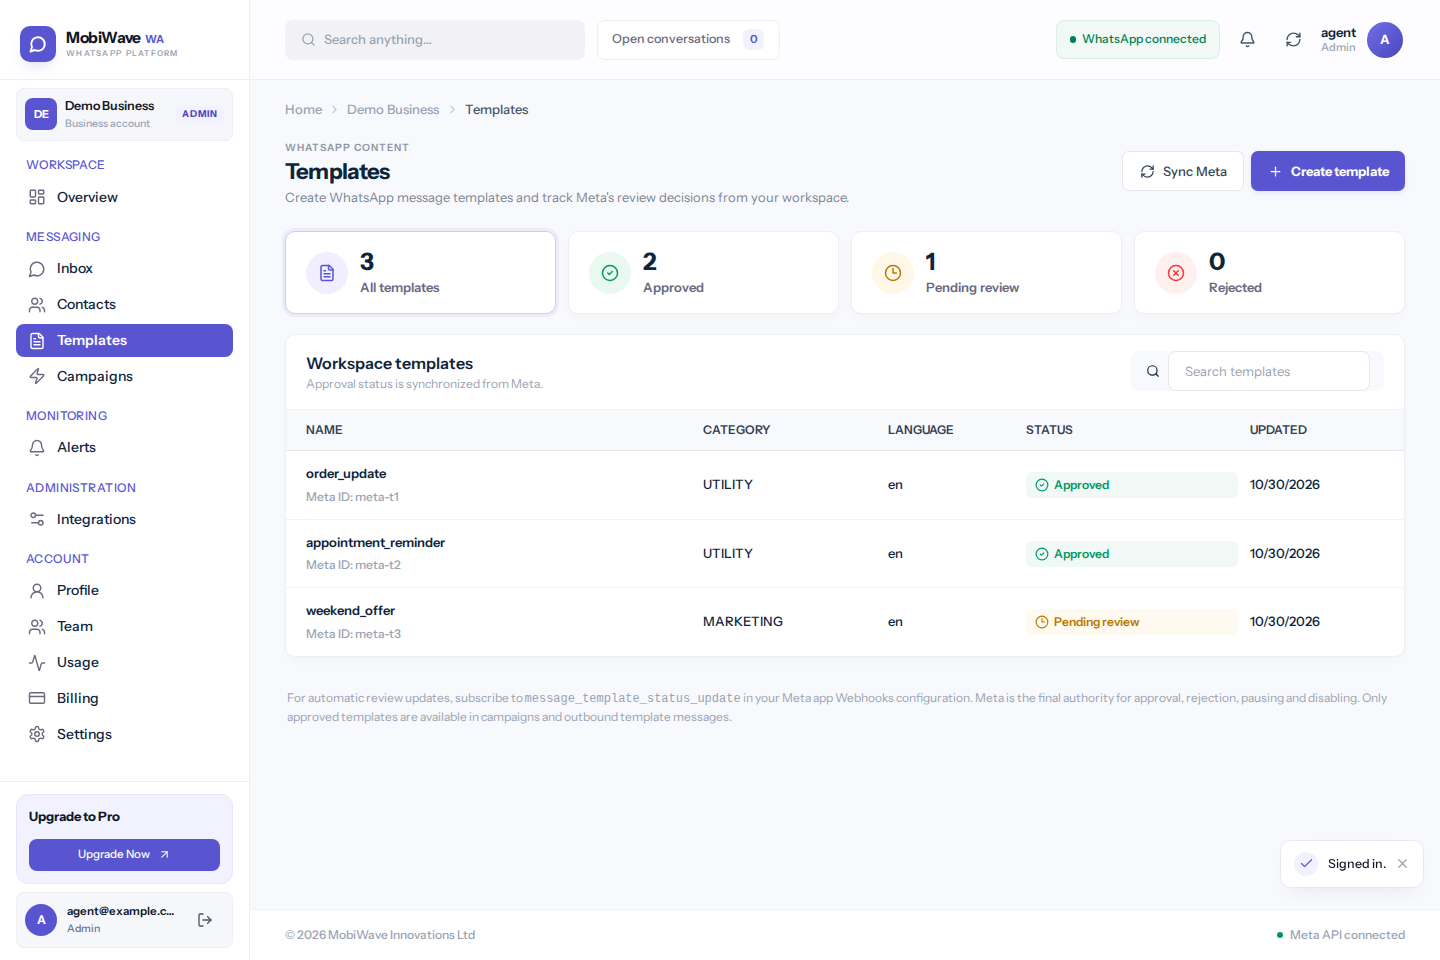 MobiWave WA
WHATSAPP PLATFORM
DE
Demo Business
Business account
ADMIN
WORKSPACE
Overview
MESSAGING
Inbox
Contacts
Templates
Campaigns
MONITORING
Alerts
ADMINISTRATION
Integrations
ACCOUNT
Profile
Team
Usage
Billing
Settings
Upgrade to Pro
Upgrade Now
A
agent@example.c...
Admin
Search anything...
Open conversations 0
WhatsApp connected
agent
Admin
A
Home > Demo Business > Templates
WHATSAPP CONTENT
Templates
Create WhatsApp message templates and track Meta's review decisions from your workspace.
Sync Meta
Create template
3
All templates
2
Approved
1
Pending review
0
Rejected
Workspace templates
Approval status is synchronized from Meta.
Search templates
NAME CATEGORY LANGUAGE STATUS UPDATED
order_update
Meta ID: meta-t1
UTILITY en Approved 10/30/2026
appointment_reminder
Meta ID: meta-t2
UTILITY en Approved 10/30/2026
weekend_offer
Meta ID: meta-t3
MARKETING en Pending review 10/30/2026
For automatic review updates, subscribe to message_template_status_update in your Meta app Webhooks configuration. Meta is the final authority for approval, rejection, pausing and disabling. Only
approved templates are available in campaigns and outbound template messages.
Signed in.
© 2026 MobiWave Innovations Ltd
Meta API connected